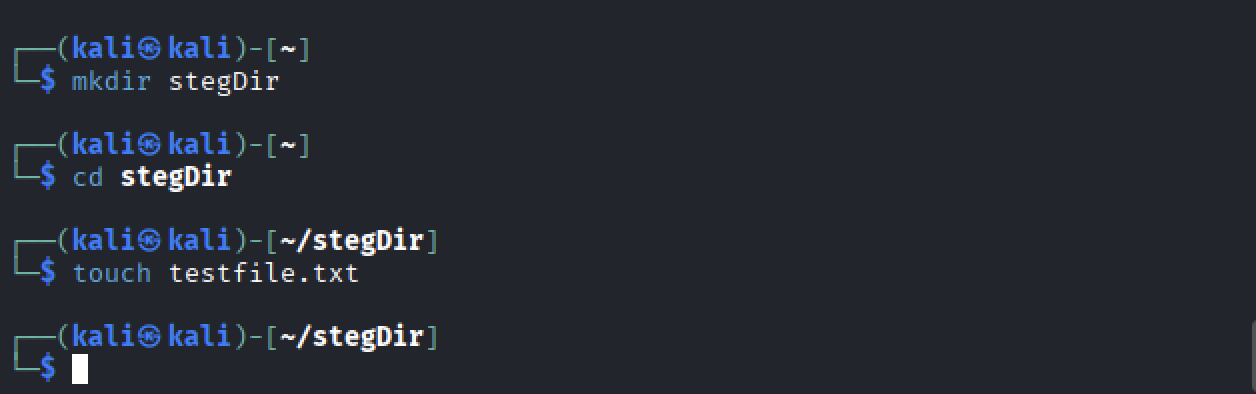 ┌──(kali㉿kali)-[~]
└─$ mkdir stegDir
┌──(kali㉿kali)-[~]
└─$ cd stegDir
┌──(kali㉿kali)-[~/stegDir]
└─$ touch testfile.txt
┌──(kali㉿kali)-[~/stegDir]
└─$